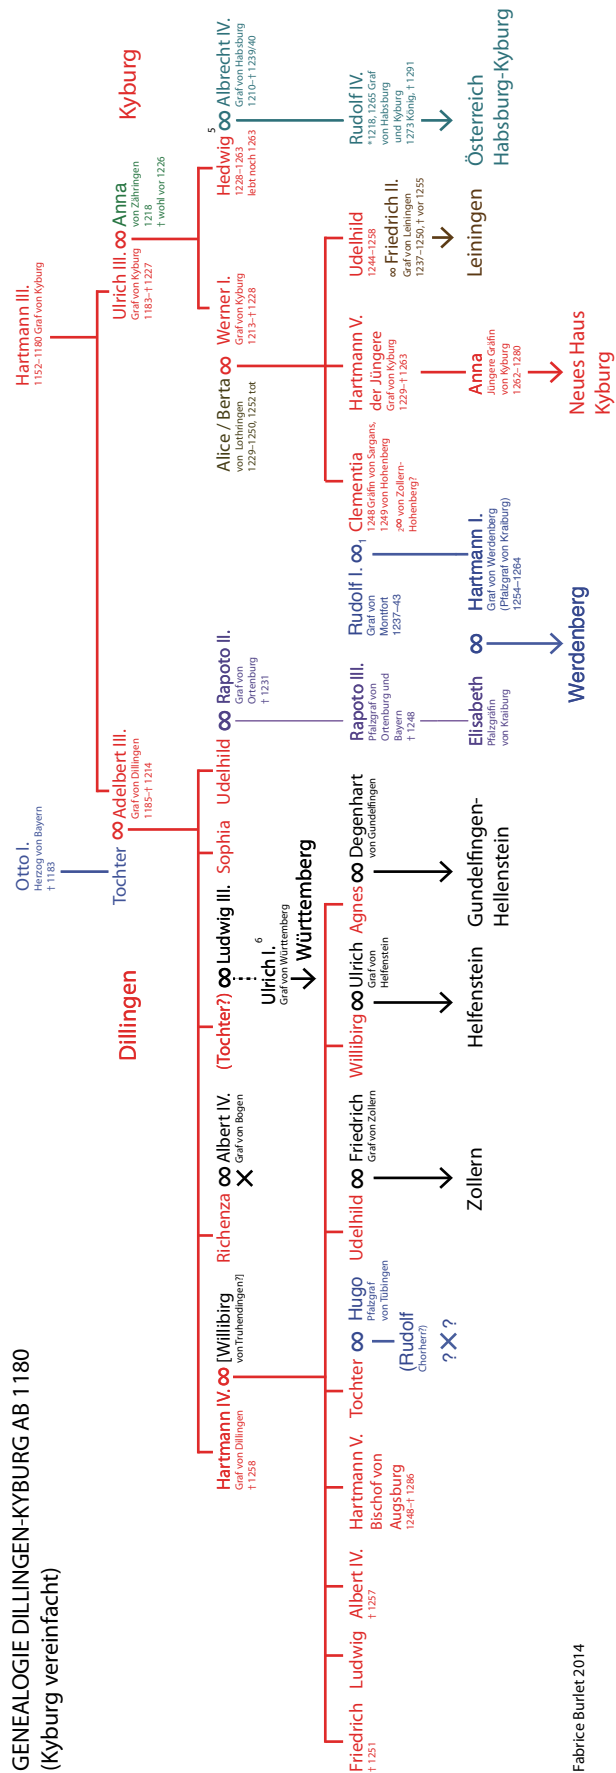 GENEALOGIE DILLINGEN-KYBURG AB 1180
(Kyburg vereinfacht)
Otto I.
Herzog von Bayern
† 1183
Hartmann III.
1152–1180 Graf von Kyburg
Dillingen
Tochter ∞ Adelbert III.
Graf von Dillingen
1185–† 1214
Ulrich III. ∞ Anna
Graf von Kyburg
1183–† 1227
von Zähringen
1218
† wohl vor 1226
Kyburg
Hartmann IV. ∞ [Willibirg
Graf von Dillingen
† 1258
von Truhendingen?]
Richenza ∞ Albert IV.
Graf von Bogen
(Tochter?) ∞ Ludwig III.
Ulrich I. 6
Graf von Württemberg
Württemberg
Sophia
Udelhild ∞ Rapoto II.
Graf von
Ortenburg
† 1231
Alice / Berta ∞ Werner I.
von Lothringen
1229–1250, 1252 tot
Graf von Kyburg
1213–† 1228
Hedwig 5 ∞ Albrecht IV.
1228–1263
lebt noch 1263
Graf von Habsburg
1210–† 1239/40
Friedrich
† 1251
Ludwig
Albert IV.
† 1257
Hartmann V.
Bischof von
Augsburg
1248–† 1286
Tochter ∞ Hugo
Pfalzgraf
von Tübingen
(Rudolf
Chorherr?)
? X ?
Udelhild ∞ Friedrich
Graf von Zollern
Zollern
Willibirg ∞ Ulrich
Graf von
Helfenstein
Helfenstein
Agnes ∞ Degenhart
von Gundelfingen
Gundelfingen-
Hellenstein
Rapoto III.
Pfalzgraf von
Ortenburg und
Bayern
† 1248
Rudolf I. ∞1 Clementia
Graf von
Montfort
1237–43
1248 Gräfin von Sargans,
1249 von Hohenberg
2∞ von Zollern-
Hohenberg?
Hartmann V.
der Jüngere
Graf von Kyburg
1229–† 1263
Udelhild
1244–1258
∞ Friedrich II.
Graf von Leiningen
1237–1250, † vor 1255
Leiningen
Rudolf IV.
*1218, 1265 Graf
von Habsburg
und Kyburg
1273 König, † 1291
Österreich
Habsburg-Kyburg
Elisabeth ∞ Hartmann I.
Pfalzgräfin
von Kraiburg
Graf von Werdenberg
(Pfalzgraf von Kraiburg)
1254–1264
Werdenberg
Anna
Jüngere Gräfin
von Kyburg
1262–1280
Neues Haus
Kyburg
Fabrice Burlet 2014